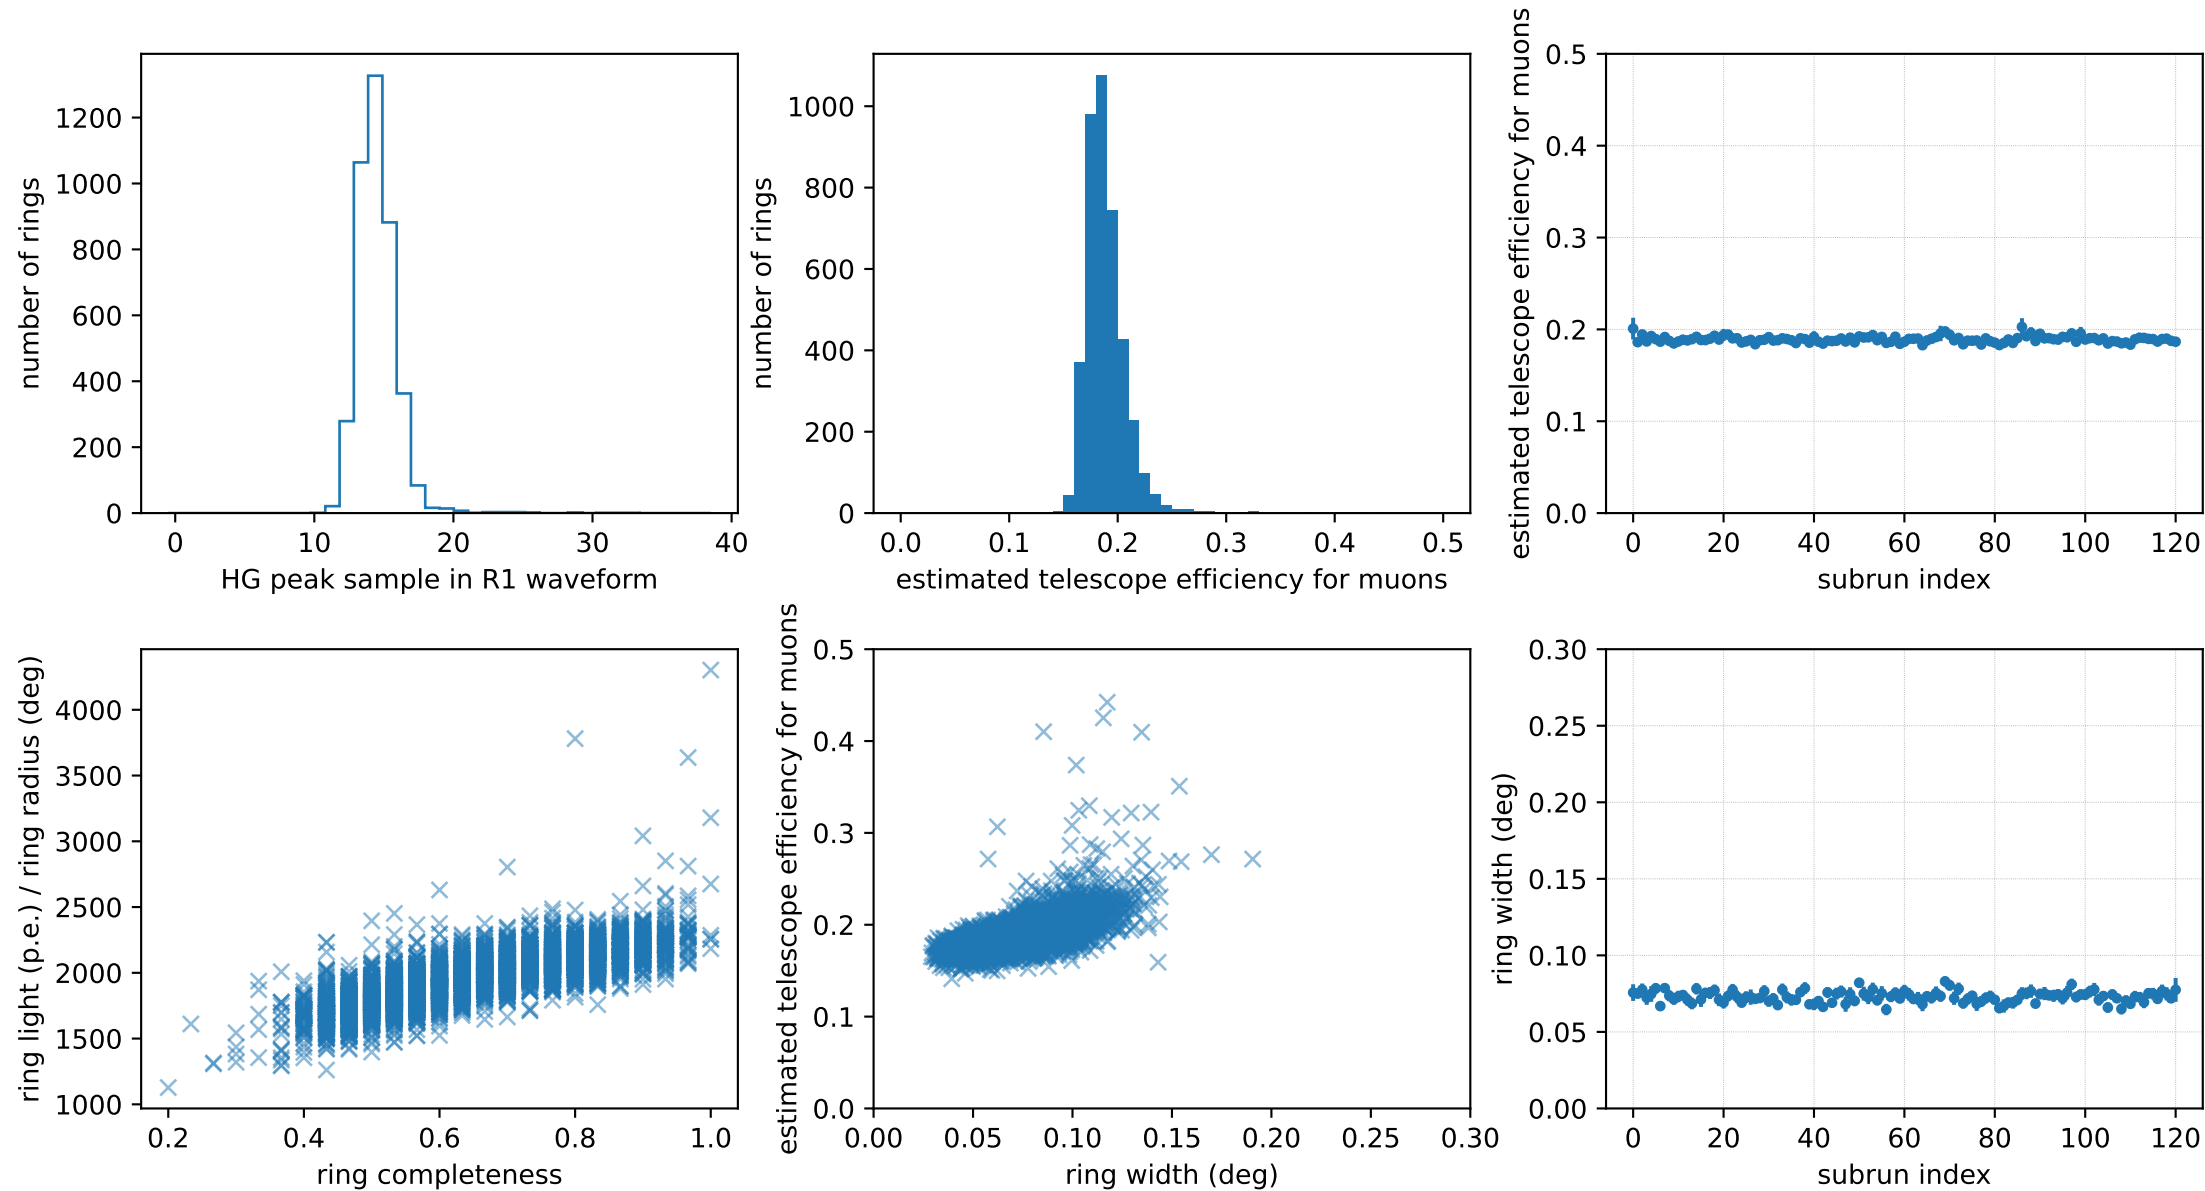 number of rings
1200
1000
800
600
400
200
0
0 10 20 30 40
HG peak sample in R1 waveform
number of rings
1000
800
600
400
200
0
0.0 0.1 0.2 0.3 0.4 0.5
estimated telescope efficiency for muons
estimated telescope efficiency for muons
0.5
0.4
0.3
0.2
0.1
0.0
0 20 40 60 80 100 120
subrun index
ring light (p.e.) / ring radius (deg)
4000
3500
3000
2500
2000
1500
1000
0.2 0.4 0.6 0.8 1.0
ring completeness
estimated telescope efficiency for muons
0.5
0.4
0.3
0.2
0.1
0.0
0.00 0.05 0.10 0.15 0.20 0.25 0.30
ring width (deg)
ring width (deg)
0.30
0.25
0.20
0.15
0.10
0.05
0.00
0 20 40 60 80 100 120
subrun index